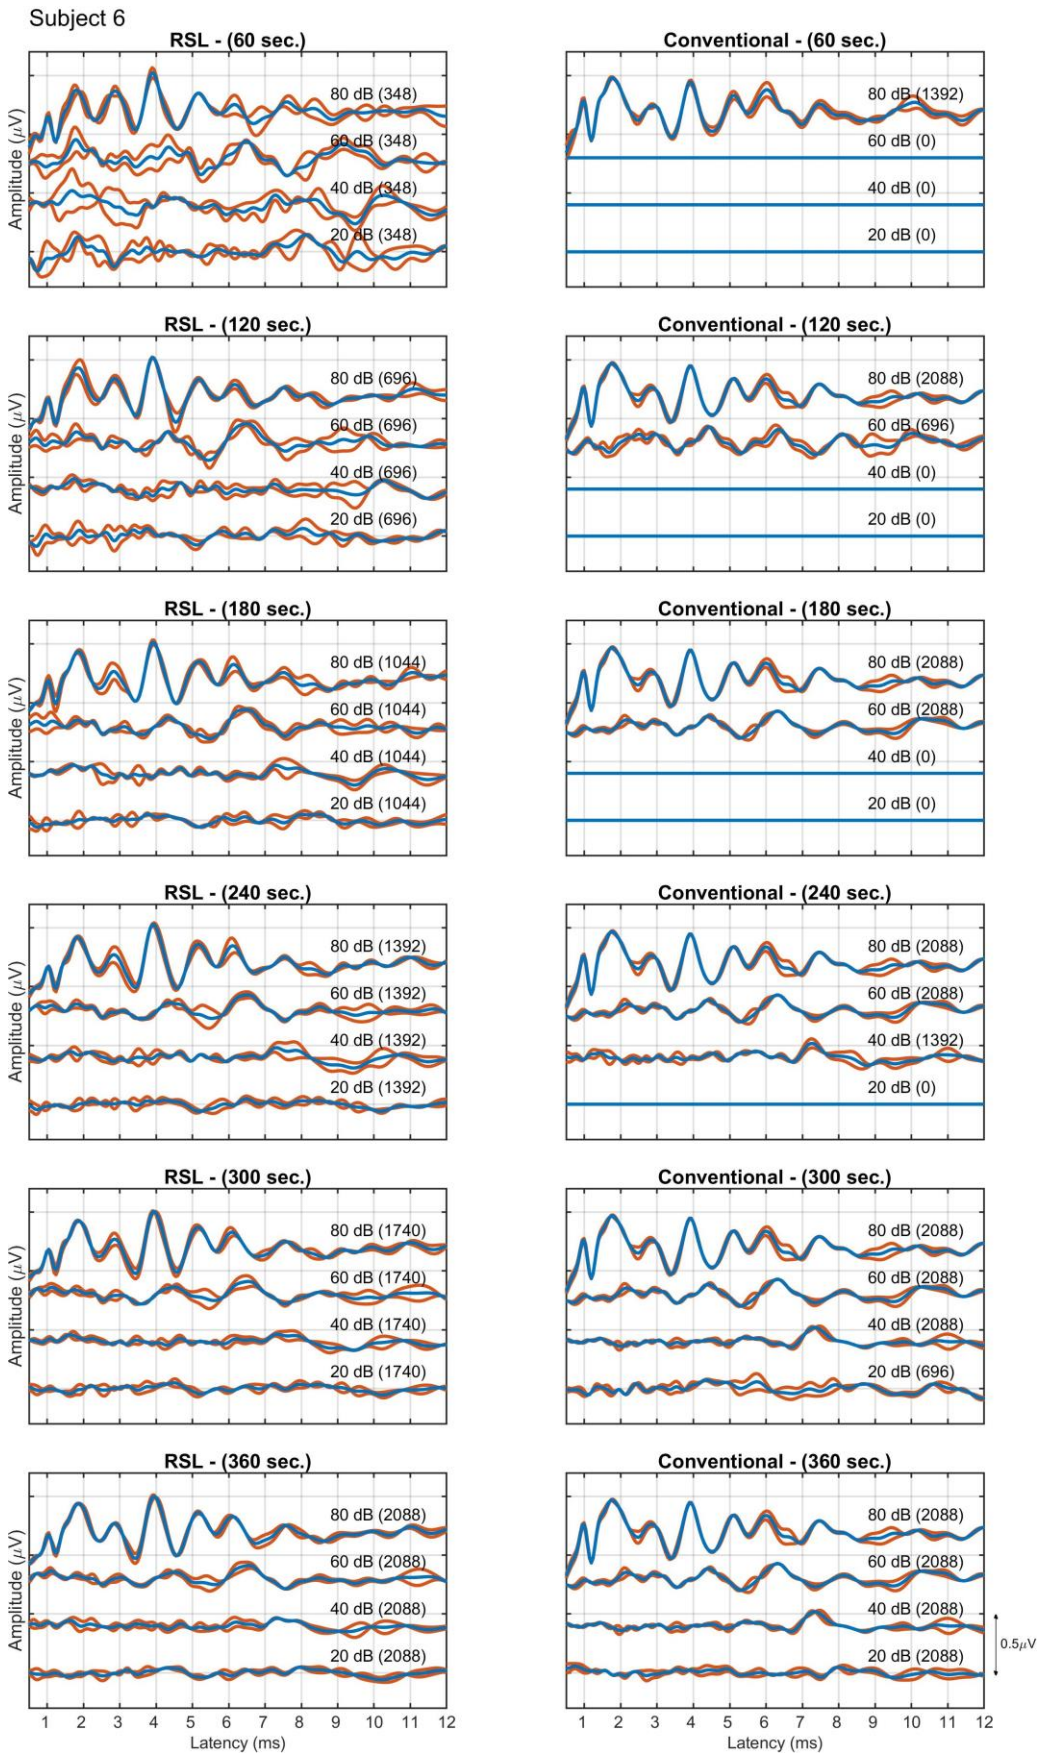 Subject 6
RSL - (60 sec.)
Amplitude (μV)
80 dB (348)
60 dB (348)
40 dB (348)
20 dB (348)
Conventional - (60 sec.)
80 dB (1392)
60 dB (0)
40 dB (0)
20 dB (0)
RSL - (120 sec.)
Amplitude (μV)
80 dB (696)
60 dB (696)
40 dB (696)
20 dB (696)
Conventional - (120 sec.)
80 dB (2088)
60 dB (696)
40 dB (0)
20 dB (0)
RSL - (180 sec.)
Amplitude (μV)
80 dB (1044)
60 dB (1044)
40 dB (1044)
20 dB (1044)
Conventional - (180 sec.)
80 dB (2088)
60 dB (2088)
40 dB (0)
20 dB (0)
RSL - (240 sec.)
Amplitude (μV)
80 dB (1392)
60 dB (1392)
40 dB (1392)
20 dB (1392)
Conventional - (240 sec.)
80 dB (2088)
60 dB (2088)
40 dB (1392)
20 dB (0)
RSL - (300 sec.)
Amplitude (μV)
80 dB (1740)
60 dB (1740)
40 dB (1740)
20 dB (1740)
Conventional - (300 sec.)
80 dB (2088)
60 dB (2088)
40 dB (2088)
20 dB (696)
RSL - (360 sec.)
Amplitude (μV)
80 dB (2088)
60 dB (2088)
40 dB (2088)
20 dB (2088)
1 2 3 4 5 6 7 8 9 10 11 12
Latency (ms)
Conventional - (360 sec.)
80 dB (2088)
60 dB (2088)
40 dB (2088)
20 dB (2088)
0.5μV
1 2 3 4 5 6 7 8 9 10 11 12
Latency (ms)